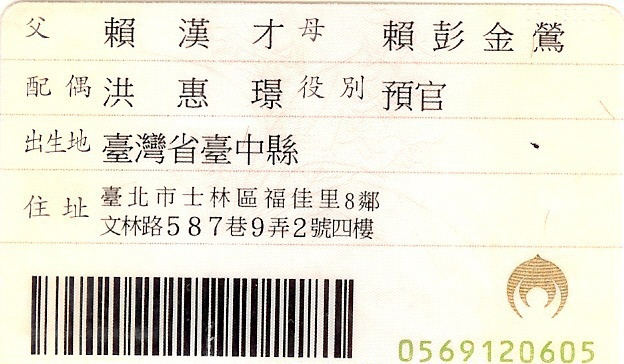 父 賴漢才 母 賴彭金鶯
配偶 洪惠璟 役別 預官
出生地 臺灣省臺中縣
住址 臺北市士林區福佳里8鄰
文林路587巷9弄2號四樓
0569120605